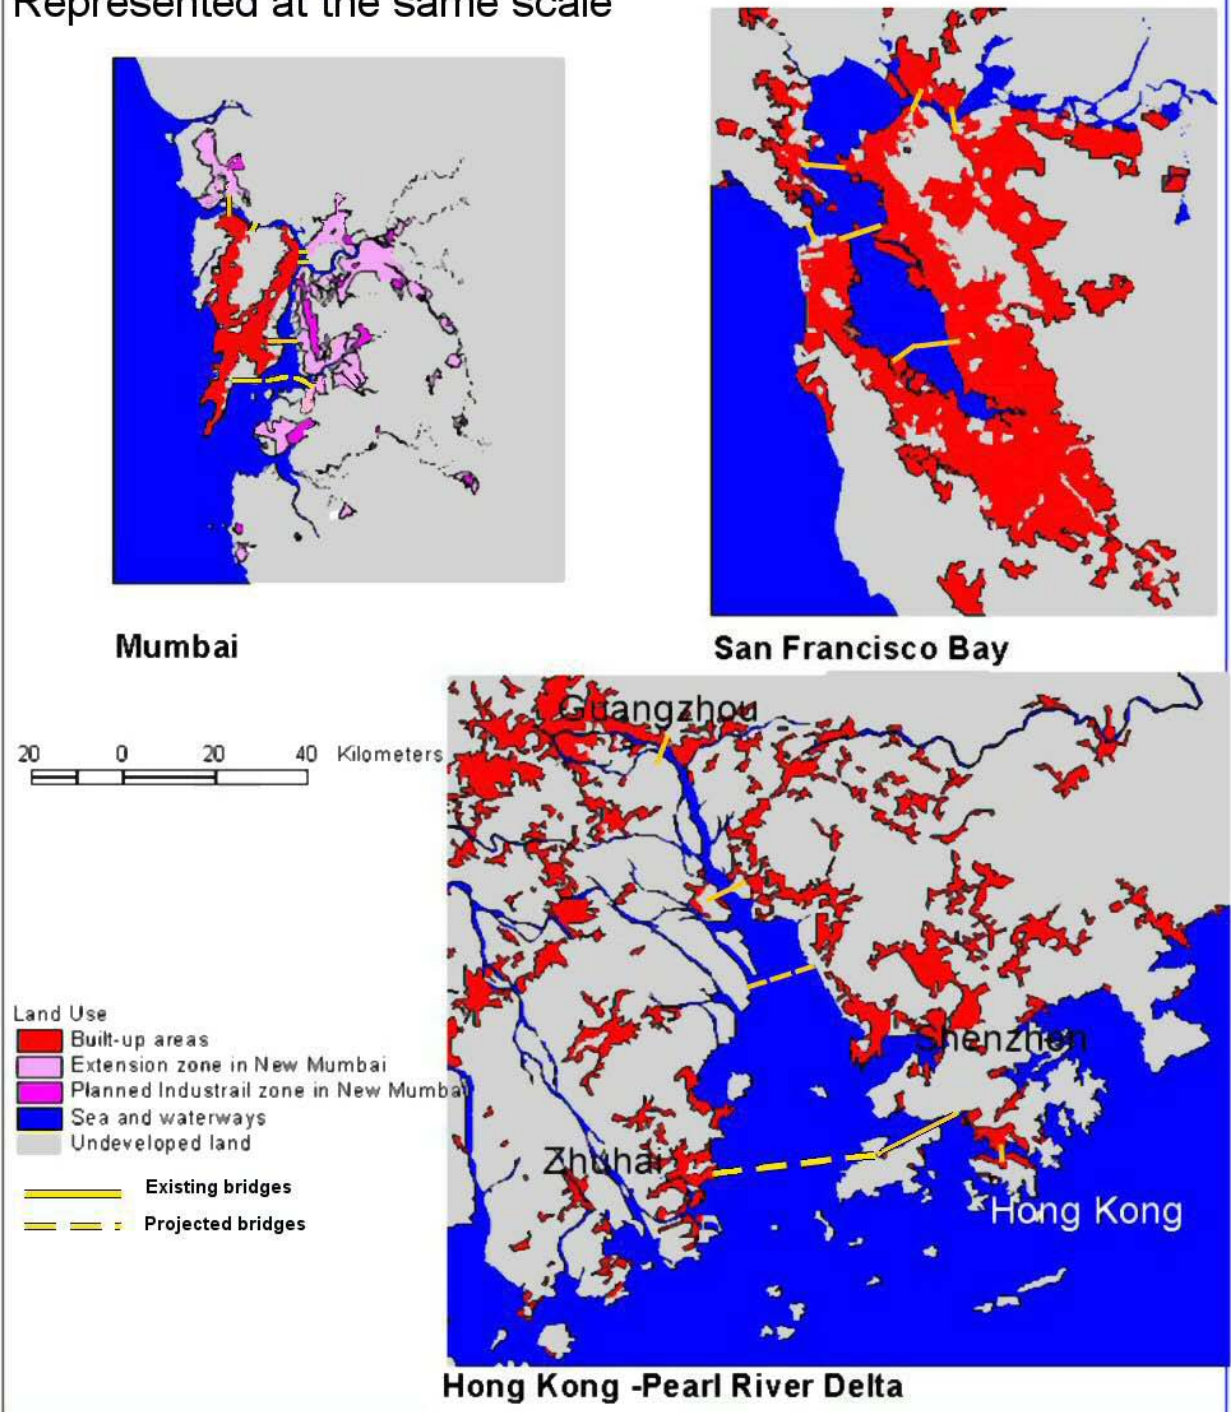 Represented at the same scale
Mumbai
San Francisco Bay
Guangzhou
20 0 20 40 Kilometers
Land Use
Built-up areas
Extension zone in New Mumbai
Planned Industrail zone in New Mumbai
Sea and waterways
Undeveloped land
Existing bridges
Projected bridges
Shenzhen
Zhuhai
Hong Kong
Hong Kong -Pearl River Delta